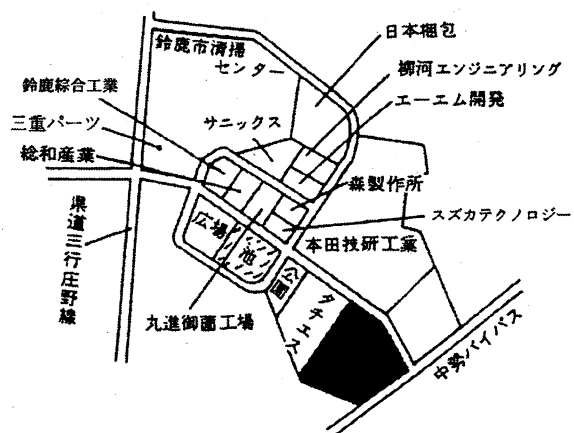 日本梱包
鈴鹿市清掃
センター
柳河エンジニアリング
鈴鹿綜合工業
エーエム開発
サニックス
三重パーツ
総和産業
森製作所
スズカテクノロジー
県道三行庄野線
広場
池
本田技研工業
公園
タチエス
丸進御薗工場
中勢バイパス